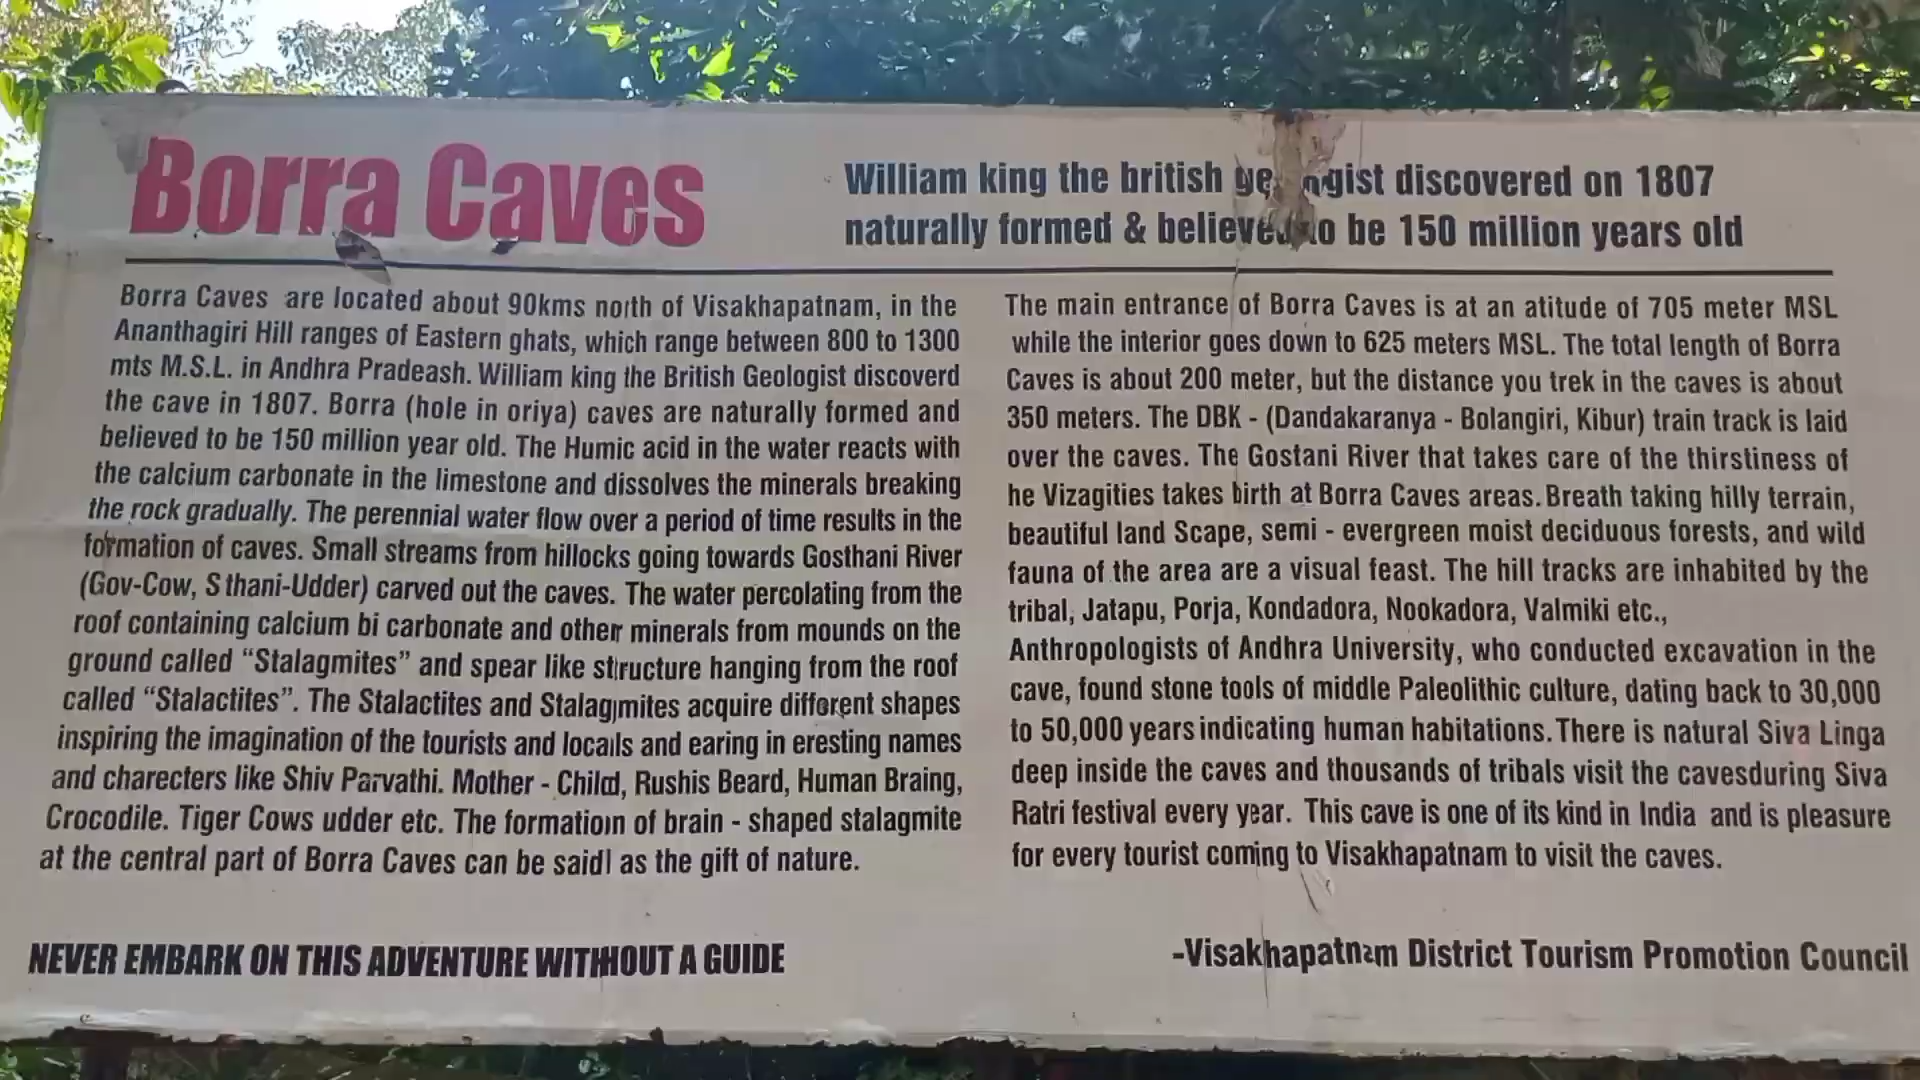 Borra Caves
William king the british geologist discovered on 1807
naturally formed & believed to be 150 million years old
Borra Caves are located about 90kms north of Visakhapatnam, in the
Ananthagiri Hill ranges of Eastern ghats, which range between 800 to 1300
mts M.S.L. in Andhra Pradeash. William king the British Geologist discoverd
the cave in 1807. Borra (hole in oriya) caves are naturally formed and
believed to be 150 million year old. The Humic acid in the water reacts with
the calcium carbonate in the limestone and dissolves the minerals breaking
the rock gradually. The perennial water flow over a period of time results in the
formation of caves. Small streams from hillocks going towards Gosthani River
(Gov-Cow, Sthani-Udder) carved out the caves. The water percolating from the
roof containing calcium bi carbonate and other minerals from mounds on the
ground called “Stalagmites” and spear like structure hanging from the roof
called “Stalactites”. The Stalactites and Stalagmites acquire different shapes
inspiring the imagination of the tourists and locals and earing in eresting names
and charecters like Shiv Parvathi. Mother - Child, Rushis Beard, Human Braing,
Crocodile. Tiger Cows udder etc. The formation of brain - shaped stalagmite
at the central part of Borra Caves can be said as the gift of nature.
NEVER EMBARK ON THIS ADVENTURE WITHOUT A GUIDE
The main entrance of Borra Caves is at an atitude of 705 meter MSL
while the interior goes down to 625 meters MSL. The total length of Borra
Caves is about 200 meter, but the distance you trek in the caves is about
350 meters. The DBK - (Dandakaranya - Bolangiri, Kibur) train track is laid
over the caves. The Gostani River that takes care of the thirstiness of
he Vizagities takes birth at Borra Caves areas. Breath taking hilly terrain,
beautiful land Scape, semi - evergreen moist deciduous forests, and wild
fauna of the area are a visual feast. The hill tracks are inhabited by the
tribal, Jatapu, Porja, Kondadora, Nookadora, Valmiki etc.,
Anthropologists of Andhra University, who conducted excavation in the
cave, found stone tools of middle Paleolithic culture, dating back to 30,000
to 50,000 years indicating human habitations. There is natural Siva Linga
deep inside the caves and thousands of tribals visit the cavesduring Siva
Ratri festival every year. This cave is one of its kind in India and is pleasure
for every tourist coming to Visakhapatnam to visit the caves.
-Visakhapatnam District Tourism Promotion Council